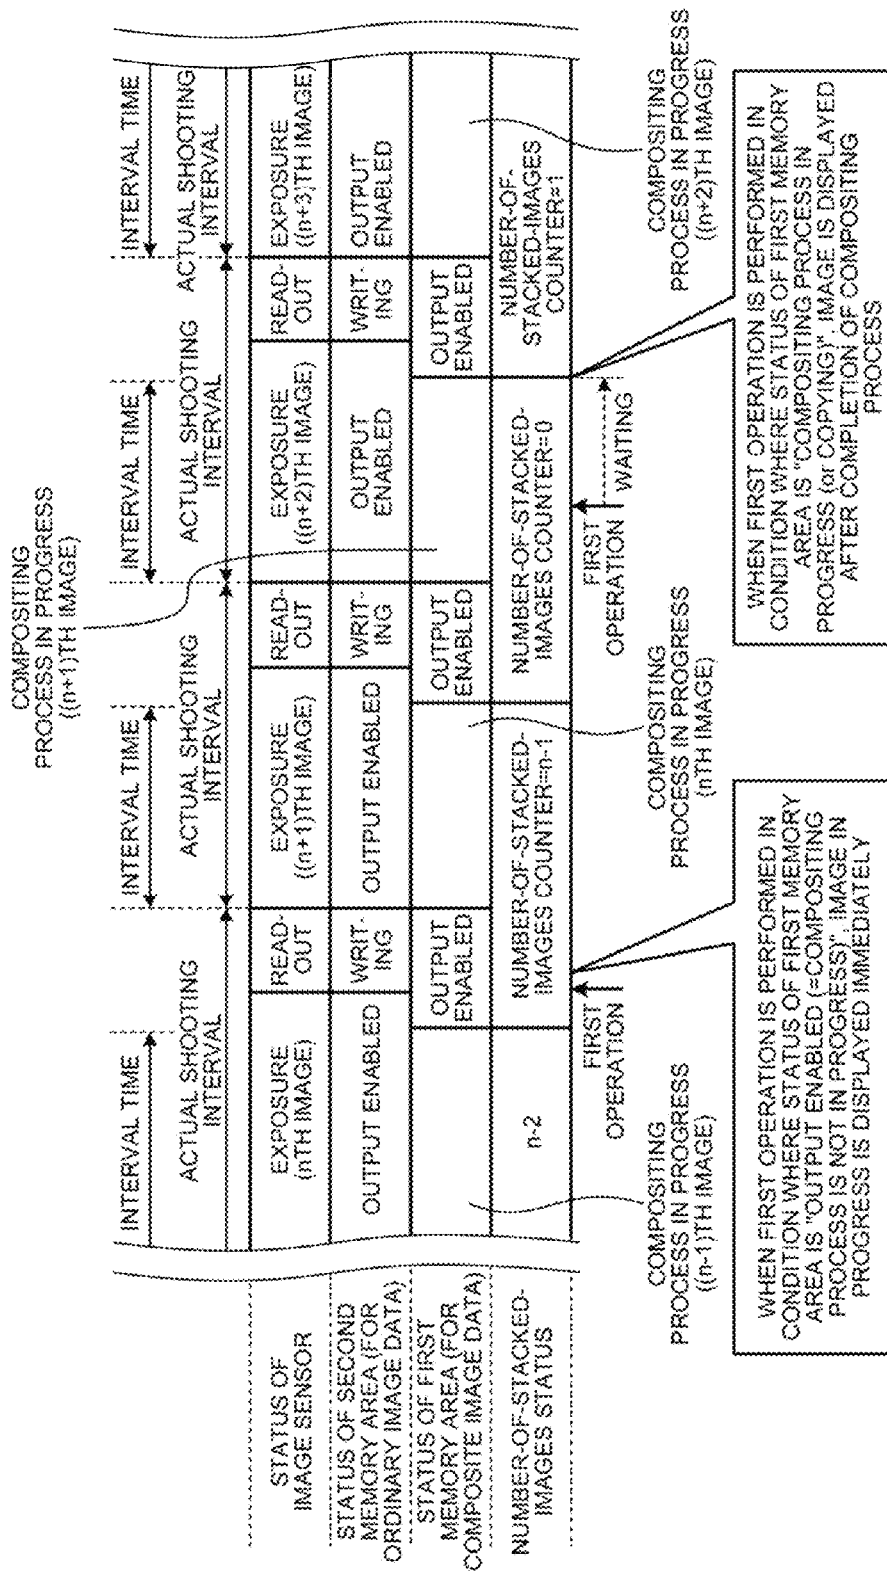 COMPOSITING
PROCESS IN PROGRESS
((n+1)TH IMAGE)
INTERVAL TIME
INTERVAL TIME
INTERVAL TIME
INTERVAL TIME
ACTUAL SHOOTING
INTERVAL
ACTUAL SHOOTING
INTERVAL
ACTUAL SHOOTING
INTERVAL
ACTUAL SHOOTING
INTERVAL
STATUS OF
IMAGE SENSOR
EXPOSURE
(nTH IMAGE)
READ-
OUT
EXPOSURE
((n+1)TH IMAGE)
READ-
OUT
EXPOSURE
((n+2)TH IMAGE)
READ-
OUT
EXPOSURE
((n+3)TH IMAGE)
STATUS OF SECOND
MEMORY AREA (FOR
ORDINARY IMAGE DATA)
OUTPUT ENABLED
WRIT-
ING
OUTPUT ENABLED
WRIT-
ING
OUTPUT
ENABLED
WRIT-
ING
OUTPUT
ENABLED
STATUS OF FIRST
MEMORY AREA (FOR
COMPOSITE IMAGE DATA)
OUTPUT
ENABLED
OUTPUT
ENABLED
OUTPUT
ENABLED
NUMBER-OF-STACKED-
IMAGES STATUS
n-2
NUMBER-OF-STACKED-
IMAGES COUNTER=n-1
NUMBER-OF-STACKED-
IMAGES COUNTER=0
NUMBER-OF-
STACKED-IMAGES
COUNTER=1
FIRST
OPERATION
FIRST
OPERATION
WAITING
COMPOSITING
PROCESS IN PROGRESS
((n-1)TH IMAGE)
COMPOSITING
PROCESS IN PROGRESS
(nTH IMAGE)
COMPOSITING
PROCESS IN PROGRESS
((n+2)TH IMAGE)
WHEN FIRST OPERATION IS PERFORMED IN
CONDITION WHERE STATUS OF FIRST MEMORY
AREA IS "OUTPUT ENABLED (=COMPOSITING
PROCESS IS NOT IN PROGRESS)", IMAGE IN
PROGRESS IS DISPLAYED IMMEDIATELY
WHEN FIRST OPERATION IS PERFORMED IN
CONDITION WHERE STATUS OF FIRST MEMORY
AREA IS "COMPOSITING PROCESS IN
PROGRESS (or COPYING)", IMAGE IS DISPLAYED
AFTER COMPLETION OF COMPOSITING
PROCESS